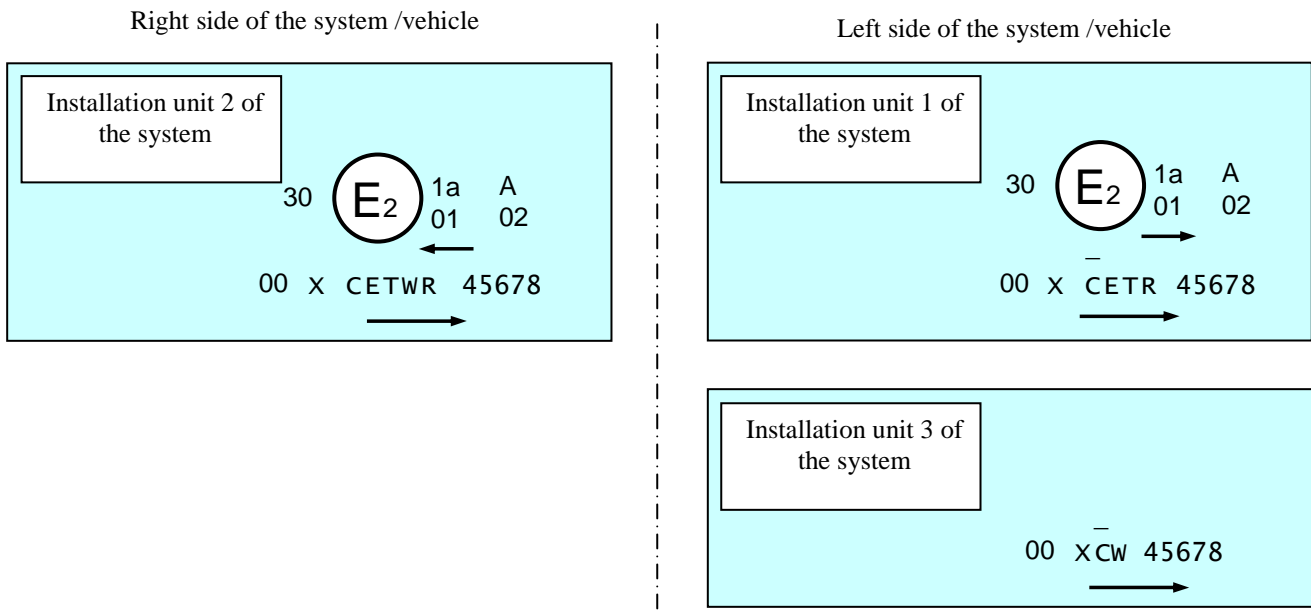 Right side of the system /vehicle
Installation unit 2 of
the system
30 E2 1a A
01 02
00 X CETWR 45678
Left side of the system /vehicle
Installation unit 1 of
the system
30 E2 1a A
01 02
00 X C̅ETR 45678
Installation unit 3 of
the system
00 XC̅W 45678